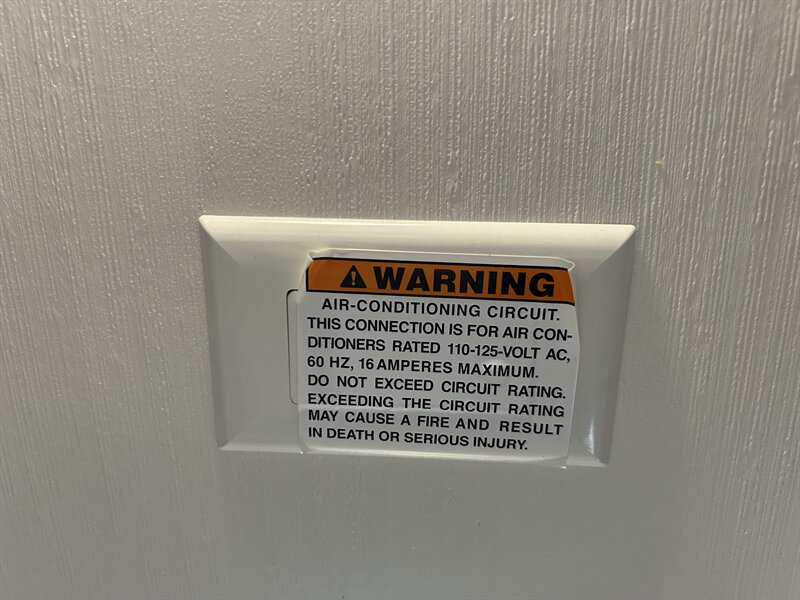 WARNING
AIR-CONDITIONING CIRCUIT.
THIS CONNECTION IS FOR AIR CON-
DITIONERS RATED 110-125-VOLT AC,
60 HZ, 16 AMPERES MAXIMUM.
DO NOT EXCEED CIRCUIT RATING.
EXCEEDING THE CIRCUIT RATING
MAY CAUSE A FIRE AND RESULT
IN DEATH OR SERIOUS INJURY.